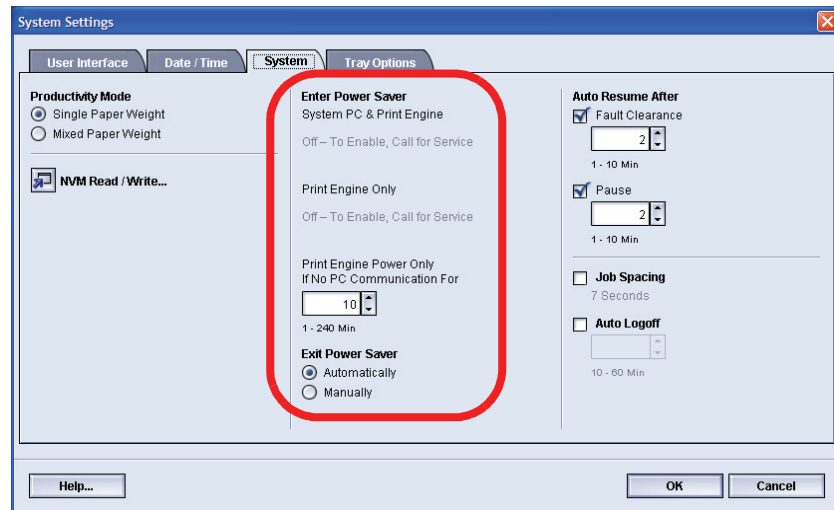 System Settings
User Interface
Date / Time
System
Tray Options
Productivity Mode
Single Paper Weight
Mixed Paper Weight
NVM Read / Write...
Enter Power Saver
System PC & Print Engine
Off – To Enable, Call for Service
Print Engine Only
Off – To Enable, Call for Service
Print Engine Power Only
If No PC Communication For
10
1 - 240 Min
Exit Power Saver
Automatically
Manually
Auto Resume After
Fault Clearance
2
1 - 10 Min
Pause
2
1 - 10 Min
Job Spacing
7 Seconds
Auto Logoff
10 - 60 Min
Help...
OK
Cancel